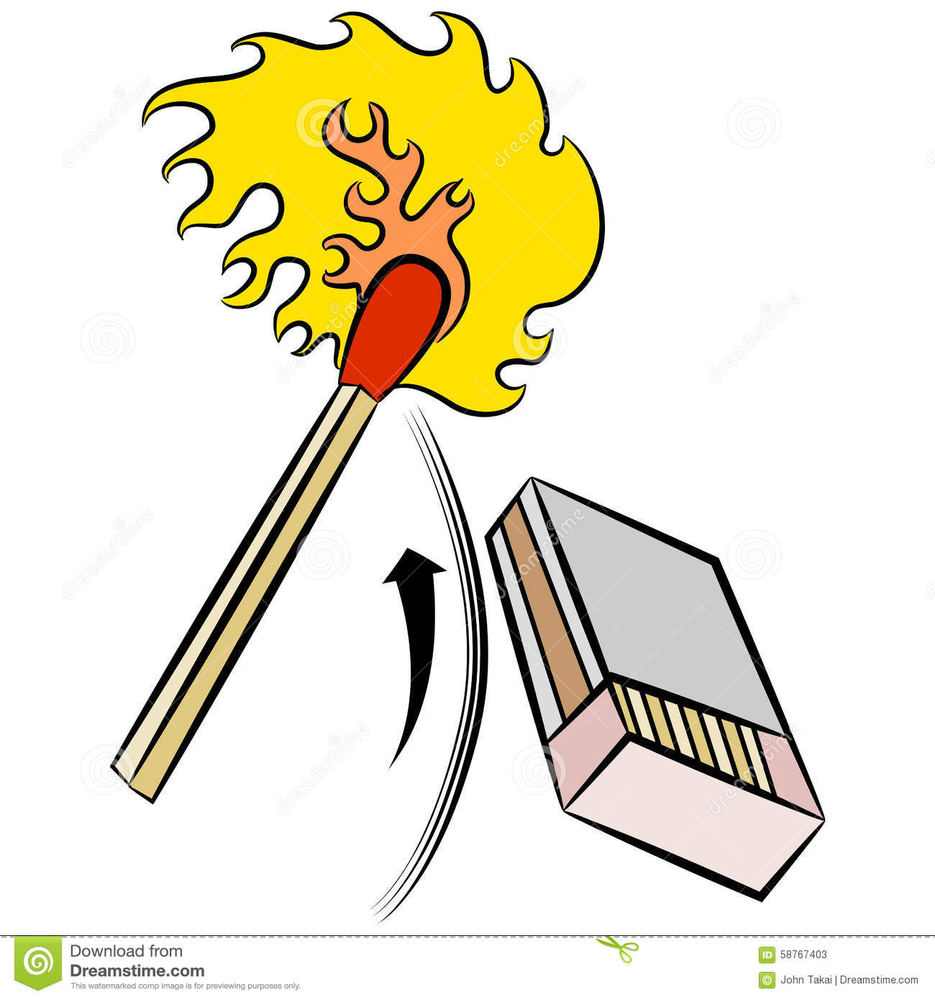 Download from
Dreamstime.com
This watermarked comp image is for previewing purposes only.
ID 58767403
© John Takai | Dreamstime.com
dreamstime